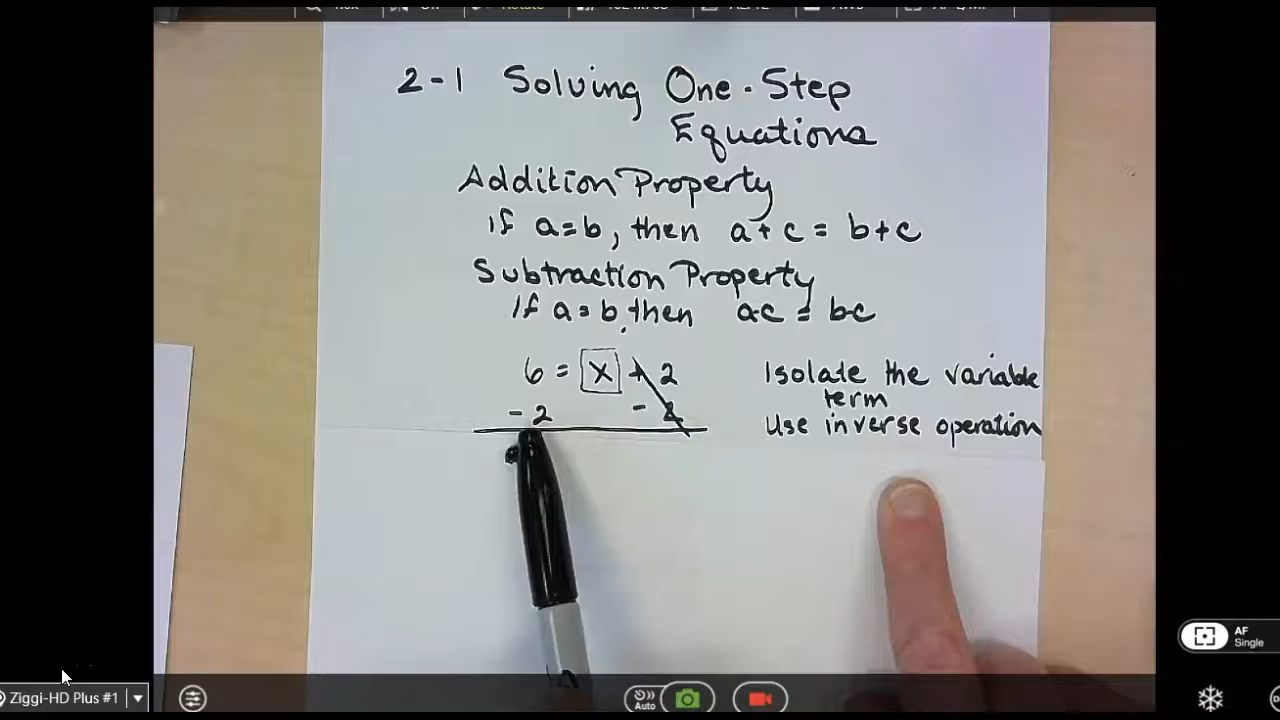 2-1 Solving One-Step
Equations
Addition Property
If a=b, then a+c = b+c
Subtraction Property
If a=b, then a-c = b-c
6 = x + 2
-2 - 2
Isolate the variable
term
Use inverse operation
AF
Single
Ziggi-HD Plus #1
Auto